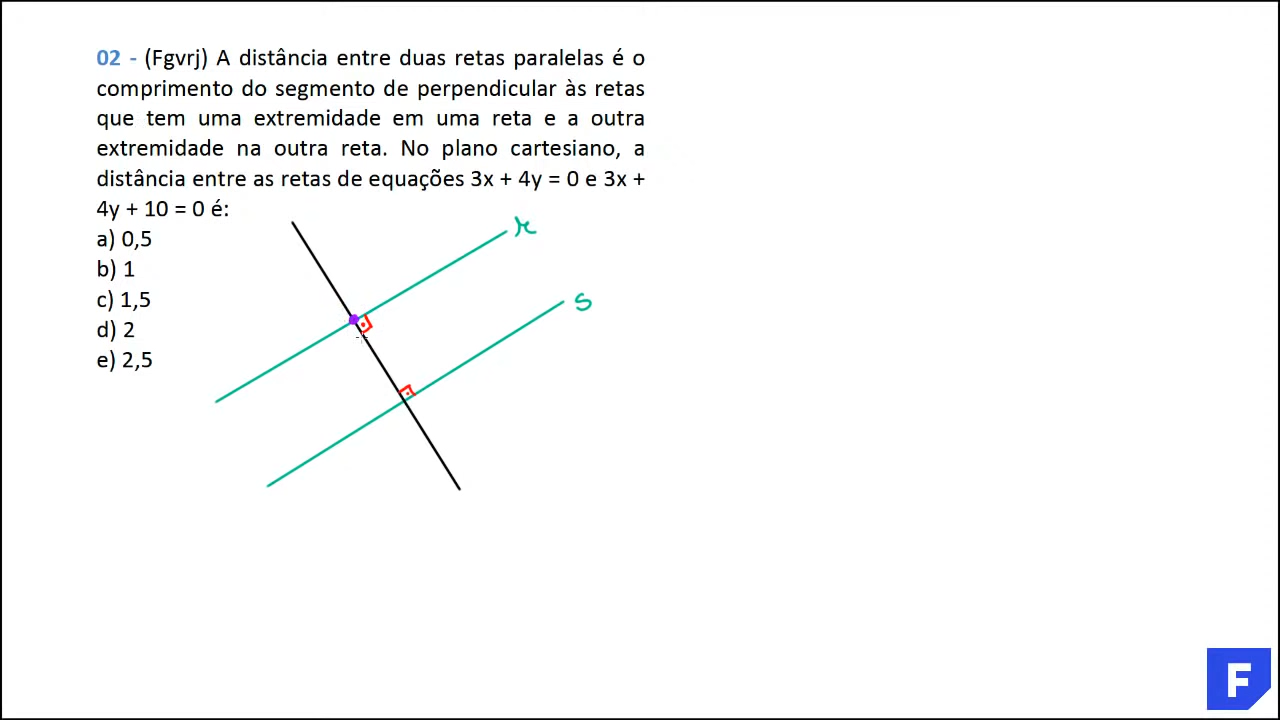 02 - (Fgvrj) A distância entre duas retas paralelas é o
comprimento do segmento de perpendicular às retas
que tem uma extremidade em uma reta e a outra
extremidade na outra reta. No plano cartesiano, a
distância entre as retas de equações 3x + 4y = 0 e 3x +
4y + 10 = 0 é:
r
a) 0,5
b) 1
s
c) 1,5
d) 2
e) 2,5
F